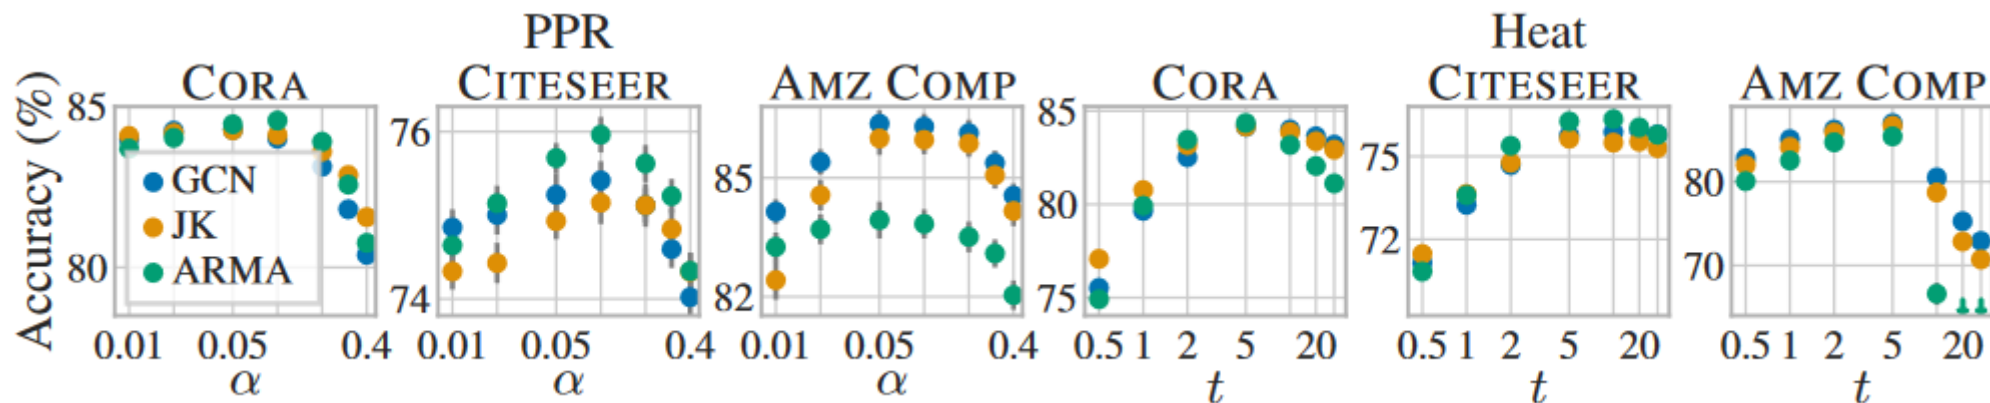 PPR
Heat
CORA
CITESEER
AMZ COMP
CORA
CITESEER
AMZ COMP
Accuracy (%)
85
80
GCN
JK
ARMA
76
74
85
82
85
80
75
75
72
80
70
0.01 0.05 0.4
0.01 0.05 0.4
0.01 0.05 0.4
0.5 1 2 5 20
0.5 1 2 5 20
0.5 1 2 5 20
α
α
α
t
t
t